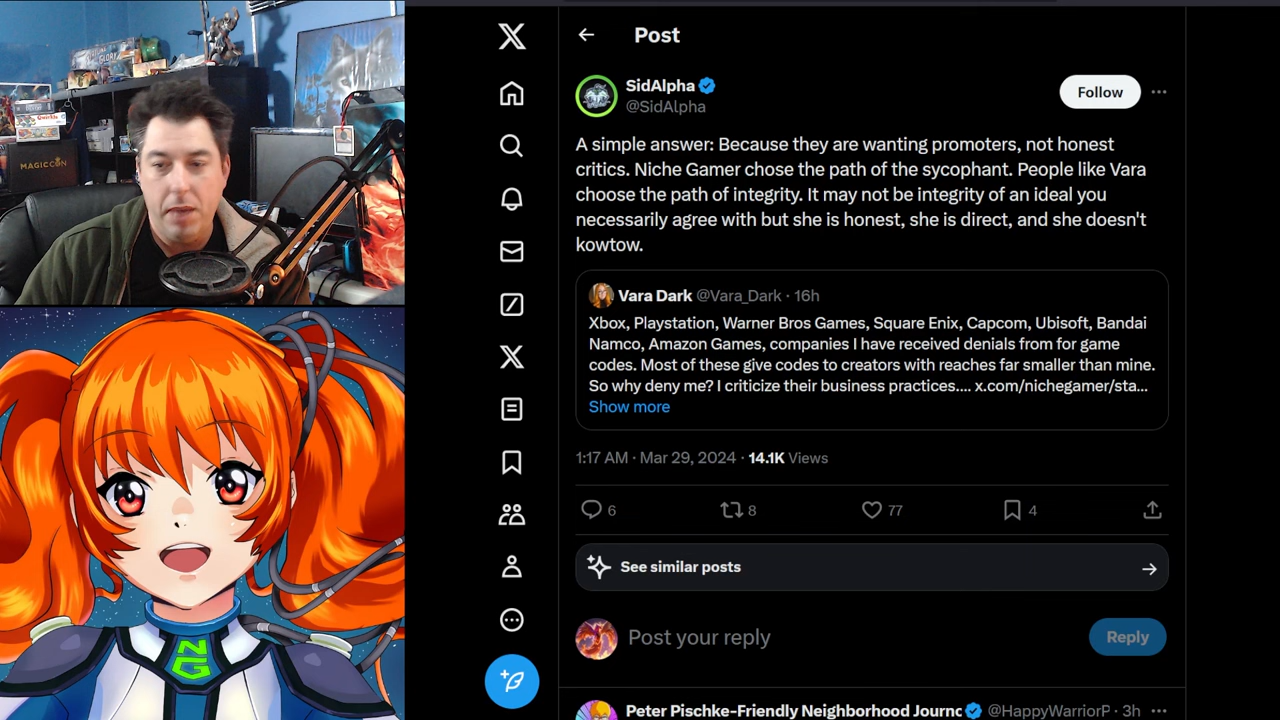 Post
SidAlpha
@SidAlpha
Follow
A simple answer: Because they are wanting promoters, not honest
critics. Niche Gamer chose the path of the sycophant. People like Vara
choose the path of integrity. It may not be integrity of an ideal you
necessarily agree with but she is honest, she is direct, and she doesn't
kowtow.
Vara Dark @Vara_Dark · 16h
Xbox, Playstation, Warner Bros Games, Square Enix, Capcom, Ubisoft, Bandai
Namco, Amazon Games, companies I have received denials from for game
codes. Most of these give codes to creators with reaches far smaller than mine.
So why deny me? I criticize their business practices.... x.com/nichegamer/sta...
Show more
1:17 AM · Mar 29, 2024 · 14.1K Views
6
8
77
4
See similar posts
Post your reply
Reply
Peter Pischke-Friendly Neighborhood Journc @HappyWarriorP · 3h
MAGICCON
GLORY
Qwirkle
NG